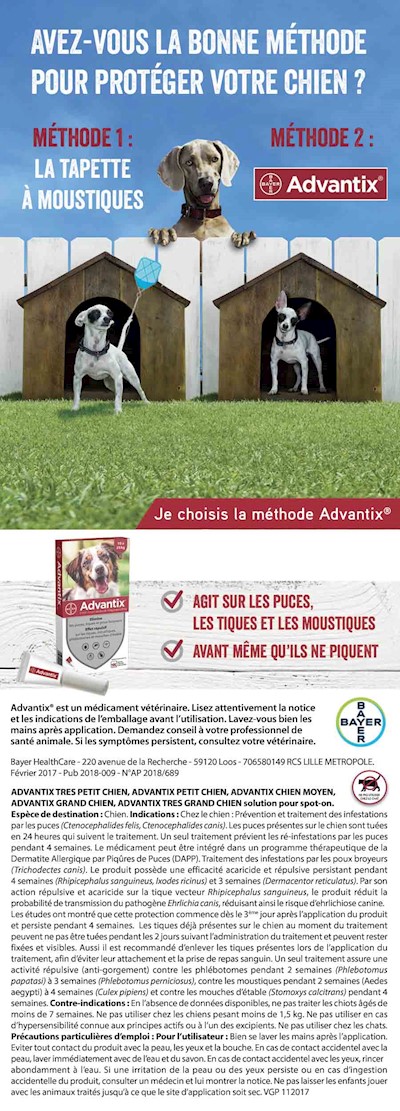 AVEZ-VOUS LA BONNE MÉTHODE
POUR PROTÉGER VOTRE CHIEN ?
MÉTHODE 1 :
LA TAPETTE
À MOUSTIQUES
MÉTHODE 2 :
BAYER Advantix®
Je choisis la méthode Advantix®
Advantix
Advantix
AGIT SUR LES PUCES,
LES TIQUES ET LES MOUSTIQUES
AVANT MÊME QU'ILS NE PIQUENT
Advantix® est un médicament vétérinaire. Lisez attentivement la notice
et les indications de l'emballage avant l'utilisation. Lavez-vous bien les
mains après application. Demandez conseil à votre professionnel de
santé animale. Si les symptômes persistent, consultez votre vétérinaire.
BAYER
BAYER
Bayer HealthCare - 220 avenue de la Recherche - 59120 Loos - 706580149 RCS LILLE METROPOLE.
Février 2017 - Pub 2018-009 - N°AP 2018/689
ADVANTIX TRES PETIT CHIEN, ADVANTIX PETIT CHIEN, ADVANTIX CHIEN MOYEN,
ADVANTIX GRAND CHIEN, ADVANTIX TRES GRAND CHIEN solution pour spot-on.
Espèce de destination : Chien. Indications : Chez le chien : Prévention et traitement des infestations
par les puces (Ctenocephalides felis, Ctenocephalides canis). Les puces présentes sur le chien sont tuées
en 24 heures qui suivent le traitement. Un seul traitement prévient les ré-infestations par les puces
pendant 4 semaines. Le médicament peut être intégré dans un programme thérapeutique de la
Dermatite Allergique par Piqûres de Puces (DAPP). Traitement des infestations par les poux broyeurs
(Trichodectes canis). Le produit possède une efficacité acaricide et répulsive persistant pendant
4 semaines (Rhipicephalus sanguineus, Ixodes ricinus) et 3 semaines (Dermacentor reticulatus). Par son
action répulsive et acaricide sur la tique vecteur Rhipicephalus sanguineus, le produit réduit la
probabilité de transmission du pathogène Ehrlichia canis, réduisant ainsi le risque d'ehrlichiose canine.
Les études ont montré que cette protection commence dès le 3ème jour après l'application du produit
et persiste pendant 4 semaines. Les tiques déjà présentes sur le chien au moment du traitement
peuvent ne pas être tuées pendant les 2 jours suivant l'administration du traitement et peuvent rester
fixées et visibles. Aussi il est recommandé d'enlever les tiques présentes lors de l'application du
traitement, afin d'éviter leur attachement et la prise de repas sanguin. Un seul traitement assure une
activité répulsive (anti-gorgement) contre les phlébotomes pendant 2 semaines (Phlebotomus
papatasi) à 3 semaines (Phlebotomus perniciosus), contre les moustiques pendant 2 semaines (Aedes
aegypti) à 4 semaines (Culex pipiens) et contre les mouches d'étable (Stomoxys calcitrans) pendant 4
semaines. Contre-indications : En l'absence de données disponibles, ne pas traiter les chiots âgés de
moins de 7 semaines. Ne pas utiliser chez les chiens pesant moins de 1,5 kg. Ne pas utiliser en cas
d'hypersensibilité connue aux principes actifs ou à l'un des excipients. Ne pas utiliser chez les chats.
Précautions particulières d'emploi : Pour l'utilisateur : Bien se laver les mains après application.
Eviter tout contact du produit avec la peau, les yeux et la bouche. En cas de contact accidentel avec la
peau, laver immédiatement avec de l'eau et du savon. En cas de contact accidentel avec les yeux, rincer
abondamment à l'eau. Si une irritation de la peau ou des yeux persiste ou en cas d'ingestion
accidentelle du produit, consulter un médecin et lui montrer la notice. Ne pas laisser les enfants jouer
avec les animaux traités jusqu'à ce que le site d'application soit sec. VGP 112017